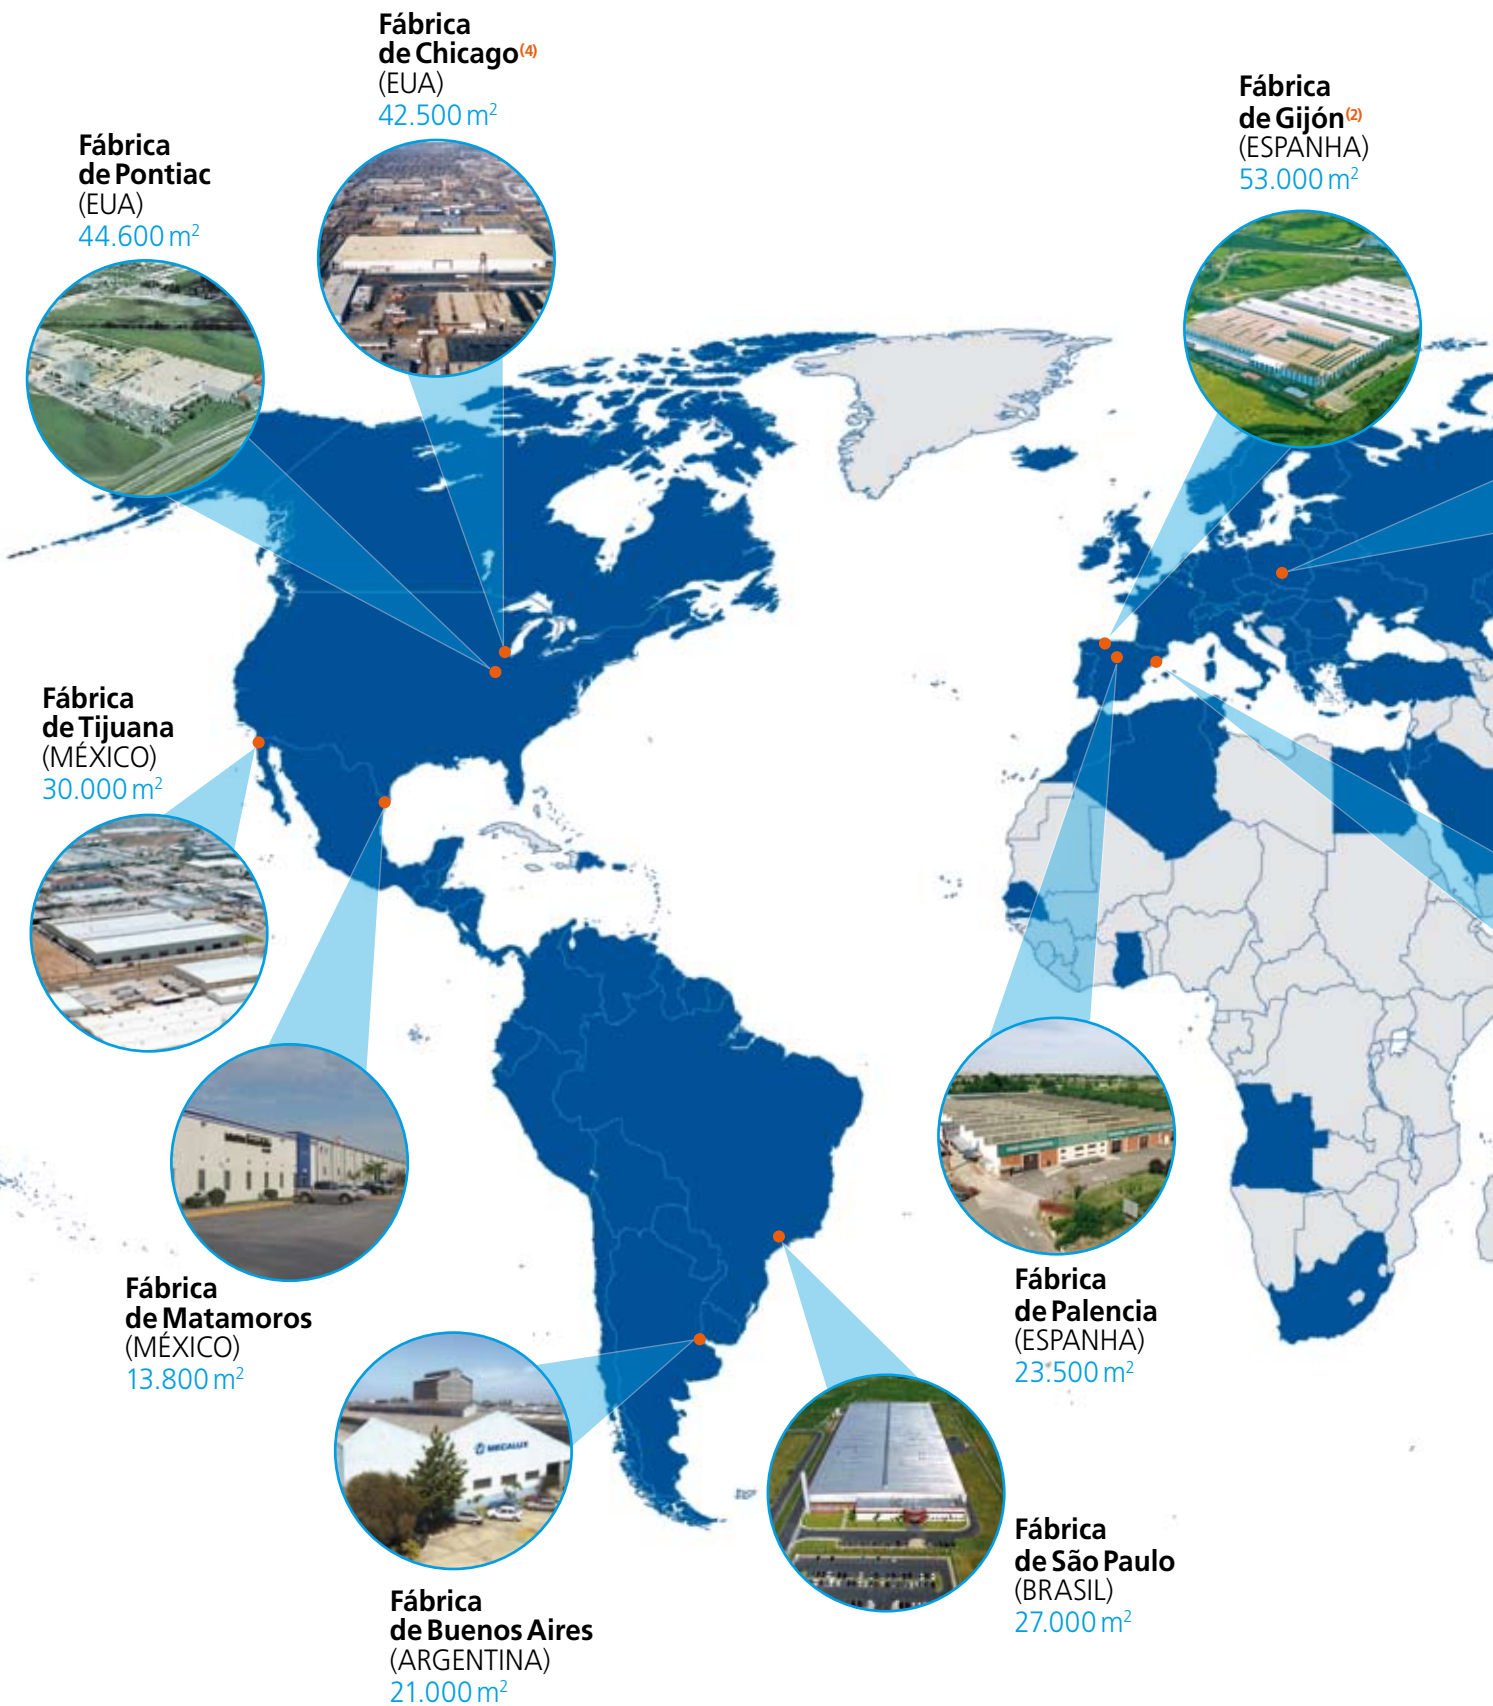 Fábrica
de Chicago(4)
(EUA)
42.500 m²
Fábrica
de Gijón(2)
(ESPANHA)
53.000 m²
Fábrica
de Pontiac
(EUA)
44.600 m²
Fábrica
de Tijuana
(MÉXICO)
30.000 m²
Fábrica
de Matamoros
(MÉXICO)
13.800 m²
Fábrica
de Palencia
(ESPANHA)
23.500 m²
MECALUX
Fábrica
de São Paulo
(BRASIL)
27.000 m²
Fábrica
de Buenos Aires
(ARGENTINA)
21.000 m²